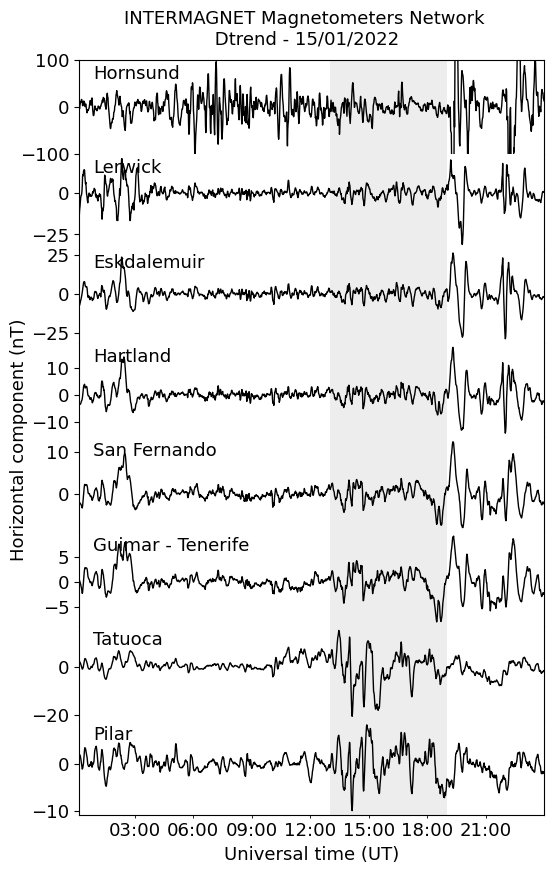 INTERMAGNET Magnetometers Network
Dtrend - 15/01/2022
Horizontal component (nT)
100
Hornsund
0
−100
Lerwick
0
−25
25
Eskdalemuir
0
−25
Hartland
10
0
−10
San Fernando
10
0
Guimar - Tenerife
5
0
−5
Tatuoca
0
−20
Pilar
0
−10
03:00 06:00 09:00 12:00 15:00 18:00 21:00
Universal time (UT)